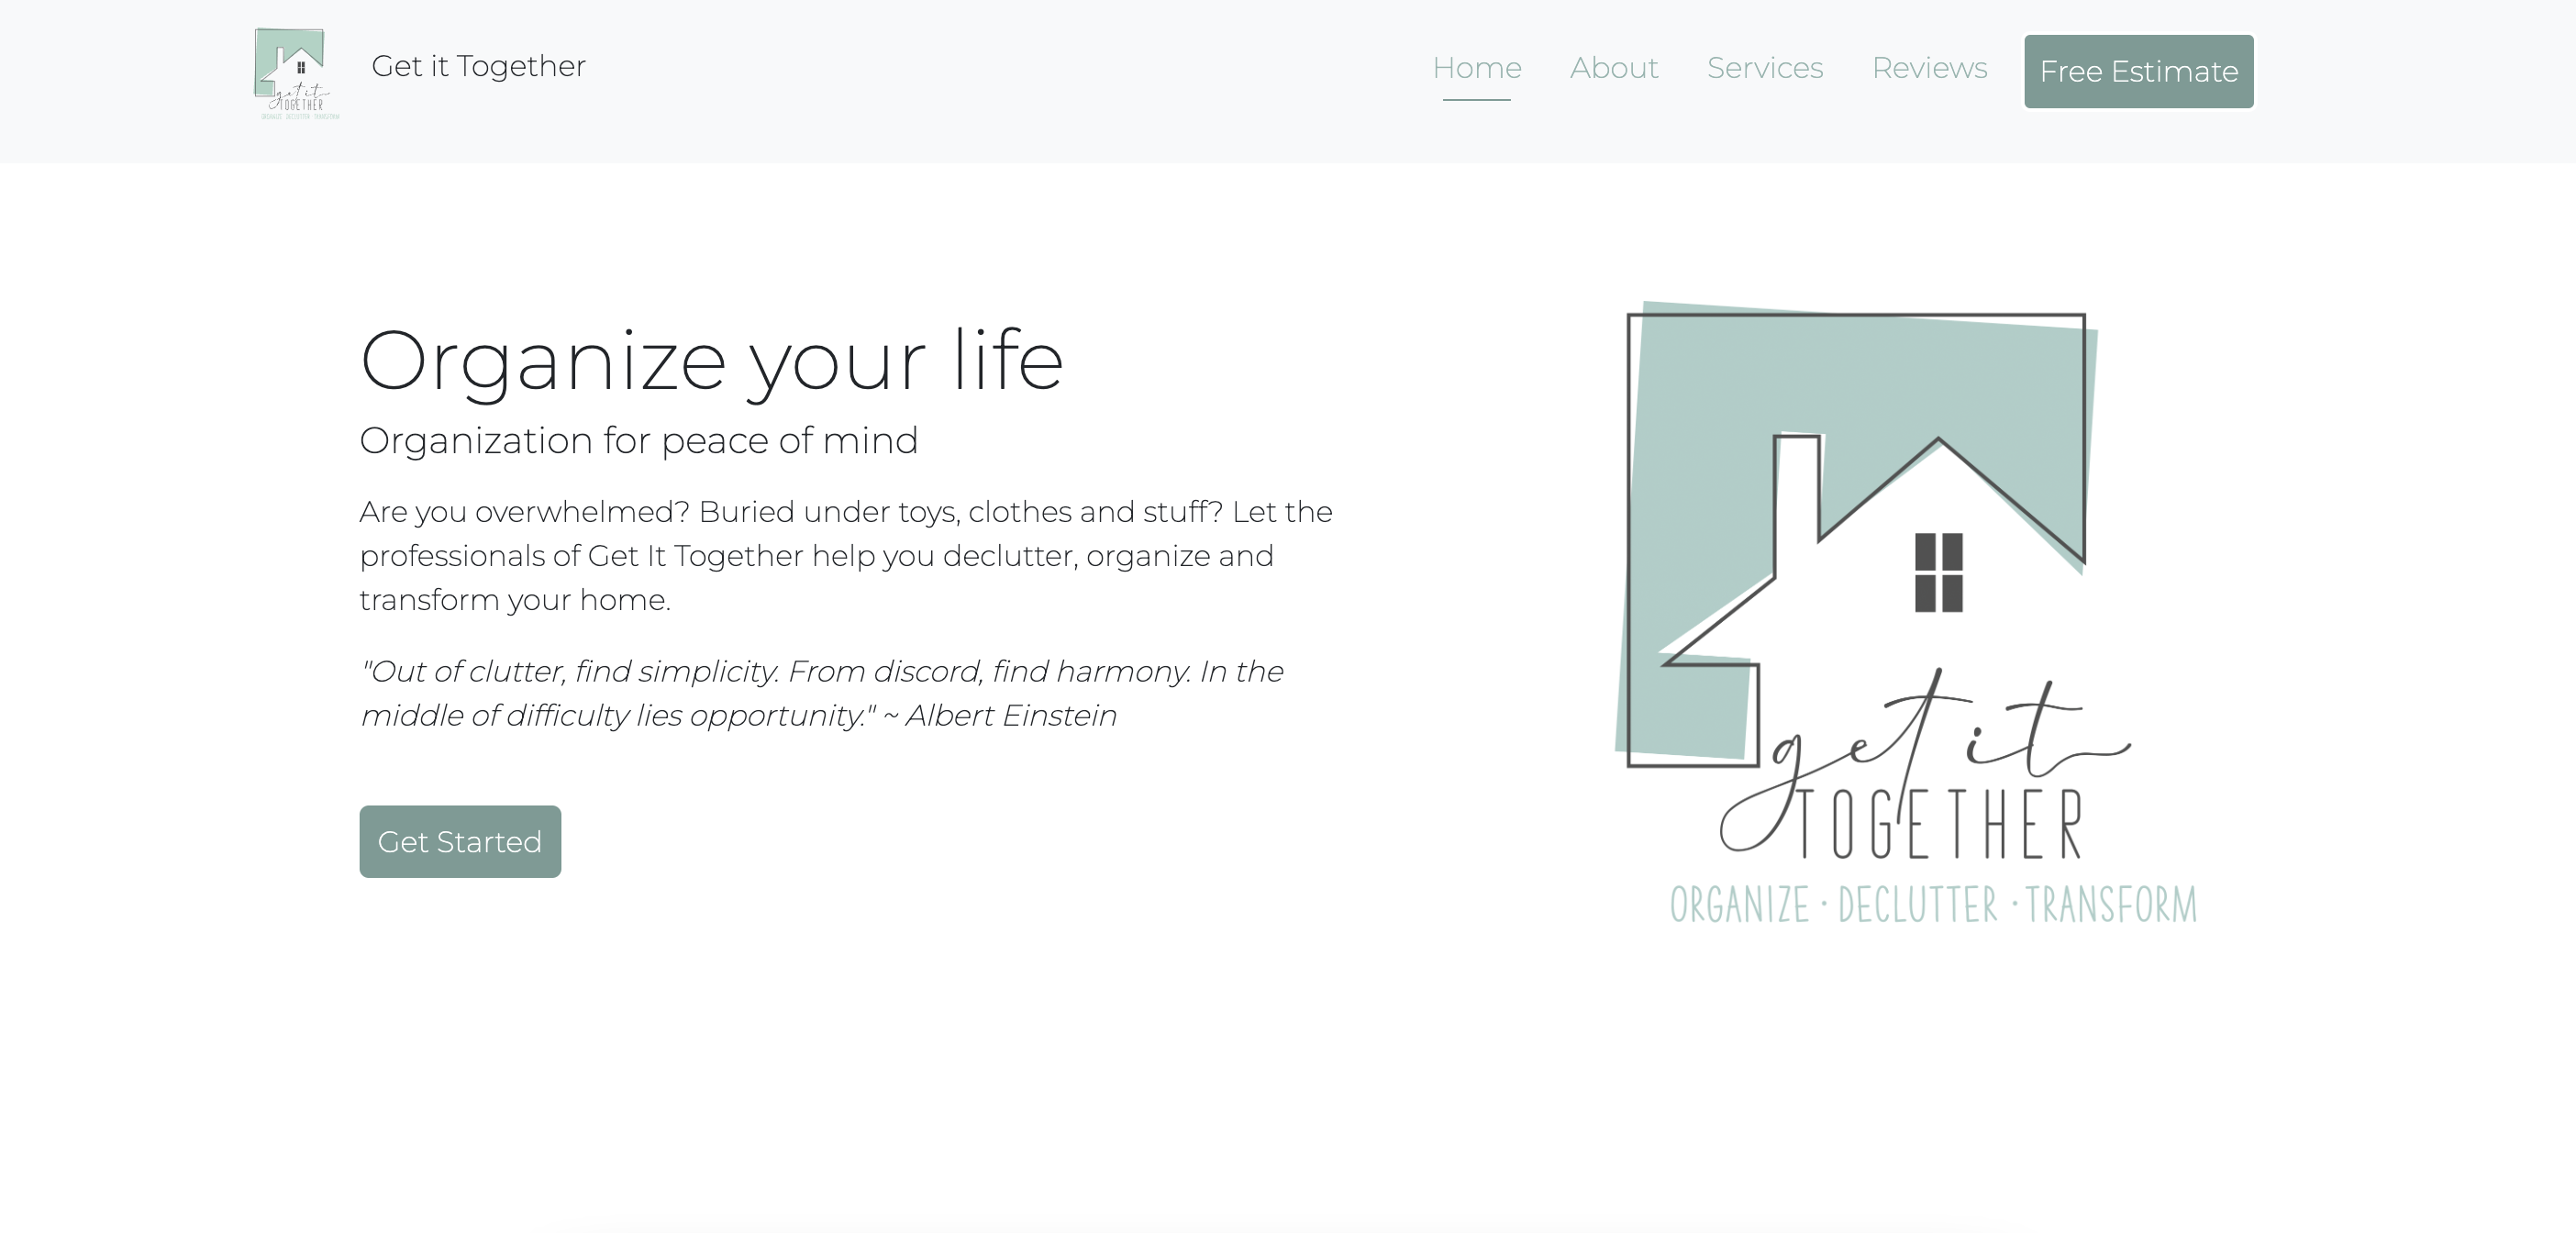 get it
TOGETHER
ORGANIZE · DECLUTTER · TRANSFORM
Get it Together
Home
About
Services
Reviews
Free Estimate
Organize your life
Organization for peace of mind
Are you overwhelmed? Buried under toys, clothes and stuff? Let the
professionals of Get It Together help you declutter, organize and
transform your home.
"Out of clutter, find simplicity. From discord, find harmony. In the
middle of difficulty lies opportunity." ~ Albert Einstein
Get Started
get it
TOGETHER
ORGANIZE · DECLUTTER · TRANSFORM